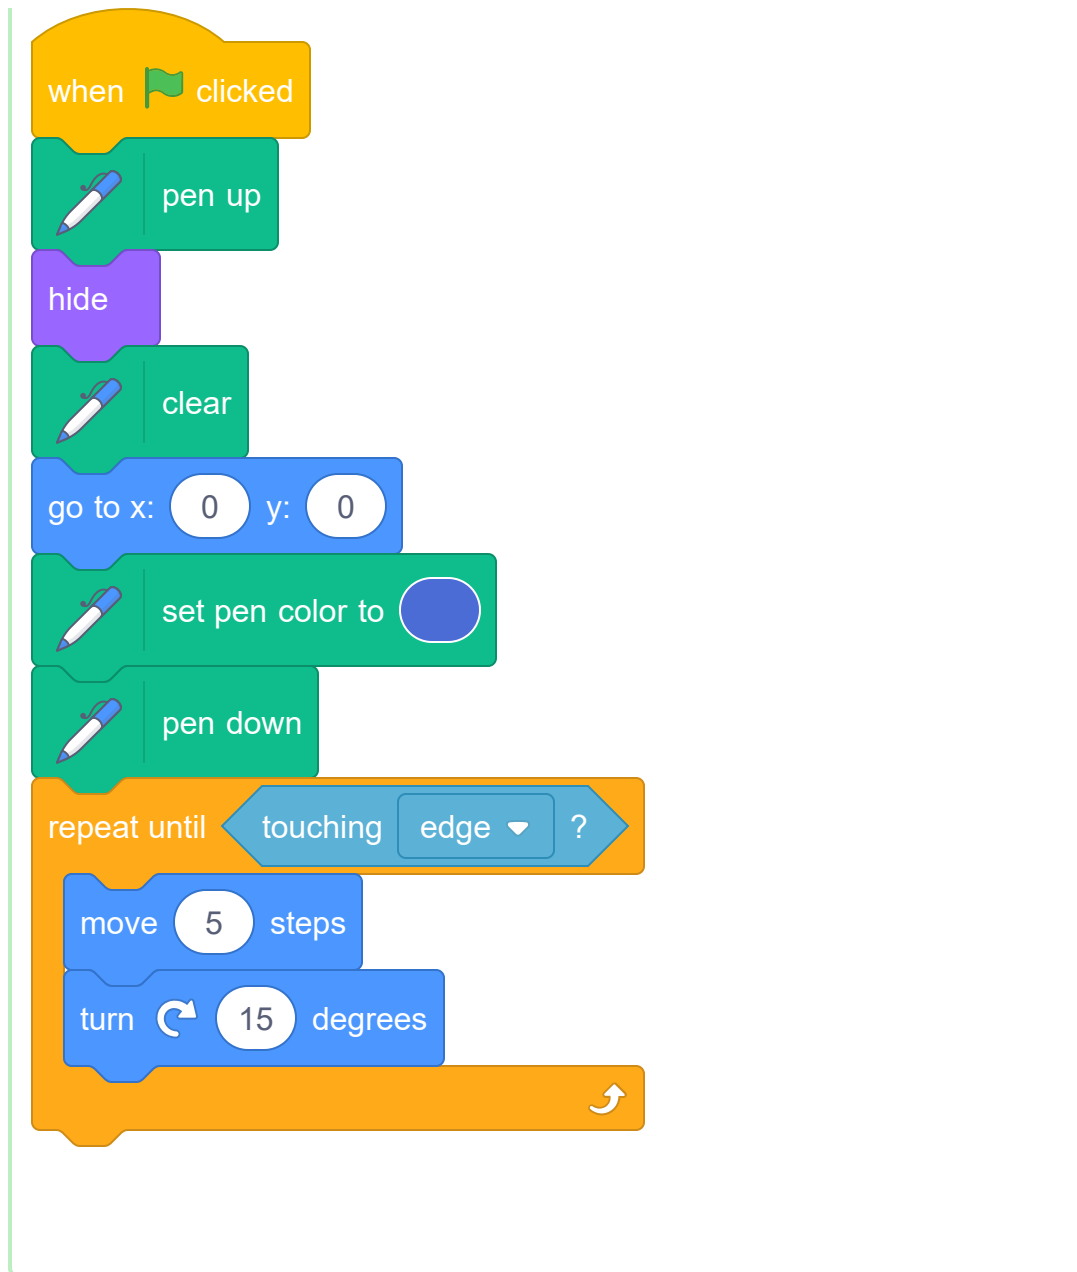 when clicked
pen up
hide
clear
go to x: 0 y: 0
set pen color to
pen down
repeat until touching edge ?
move 5 steps
turn 15 degrees